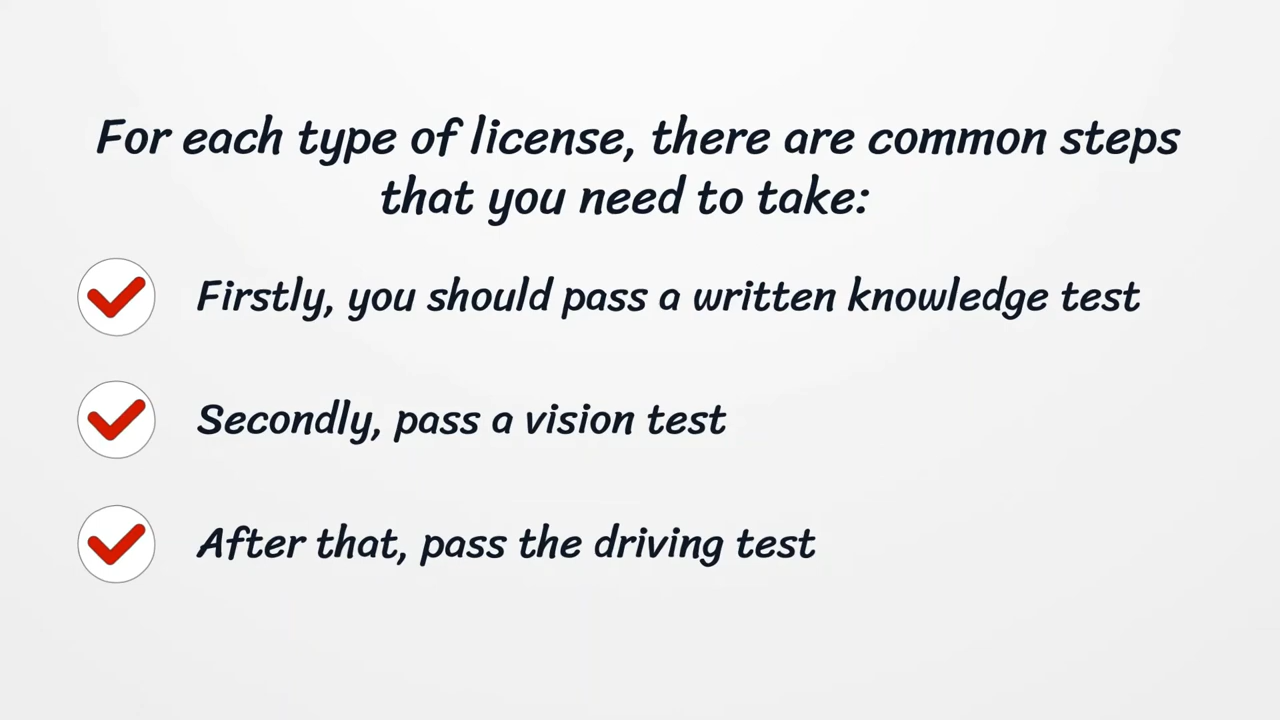 For each type of license, there are common steps
that you need to take:
Firstly, you should pass a written knowledge test
Secondly, pass a vision test
After that, pass the driving test